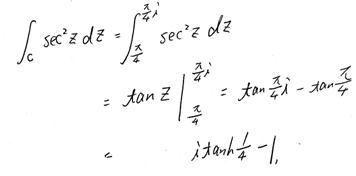 ∫_C sec²z dz = ∫_{π/4}^{π/4 i} sec²z dz
= tan z |_{π/4}^{π/4 i} = tan π/4 i − tan π/4
= i tanh 1/4 − 1.